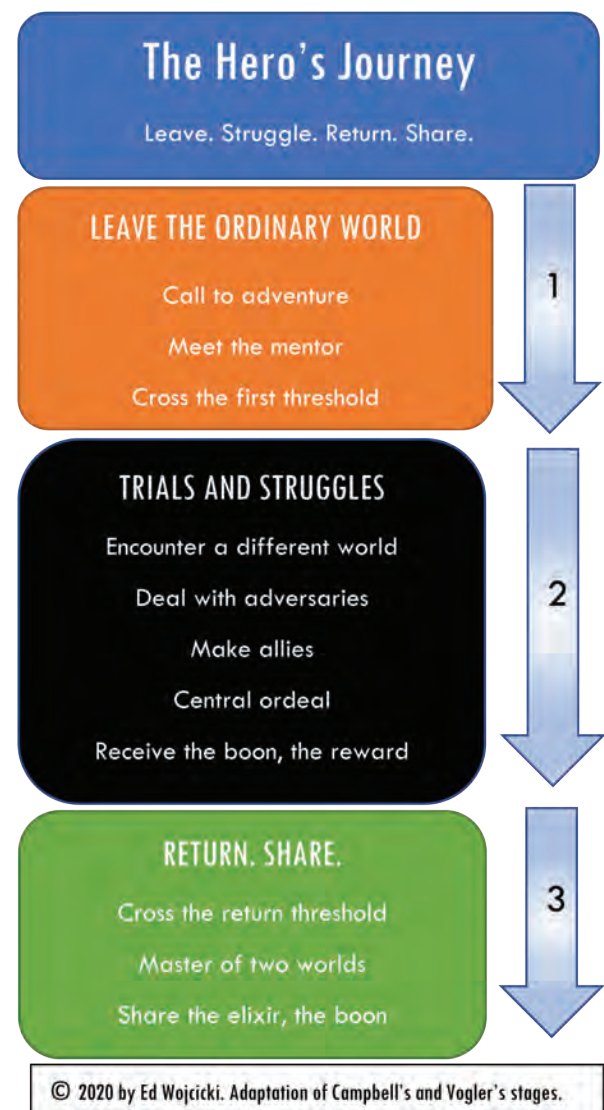 The Hero's Journey
Leave. Struggle. Return. Share.
LEAVE THE ORDINARY WORLD
Call to adventure
Meet the mentor
Cross the first threshold
1
TRIALS AND STRUGGLES
Encounter a different world
Deal with adversaries
Make allies
Central ordeal
Receive the boon, the reward
2
RETURN. SHARE.
Cross the return threshold
Master of two worlds
Share the elixir, the boon
3
© 2020 by Ed Wojcicki. Adaptation of Campbell's and Vogler's stages.